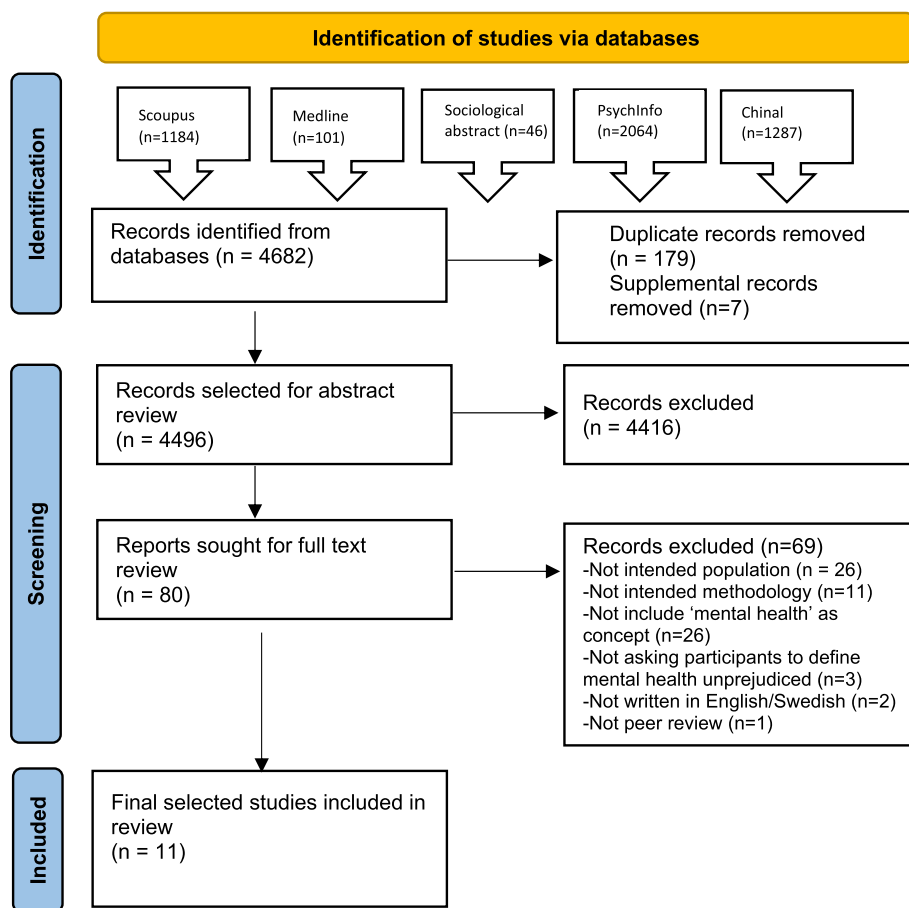 Identification of studies via databases
Identification
Scoupus
(n=1184)
Medline
(n=101)
Sociological
abstract (n=46)
PsychInfo
(n=2064)
Chinal
(n=1287)
Records identified from
databases (n = 4682)
Duplicate records removed
(n = 179)
Supplemental records
removed (n=7)
Screening
Records selected for abstract
review
(n = 4496)
Records excluded
(n = 4416)
Reports sought for full text
review
(n = 80)
Records excluded (n=69)
-Not intended population (n = 26)
-Not intended methodology (n=11)
-Not include ‘mental health’ as
concept (n=26)
-Not asking participants to define
mental health unprejudiced (n=3)
-Not written in English/Swedish (n=2)
-Not peer review (n=1)
Included
Final selected studies included in
review
(n = 11)